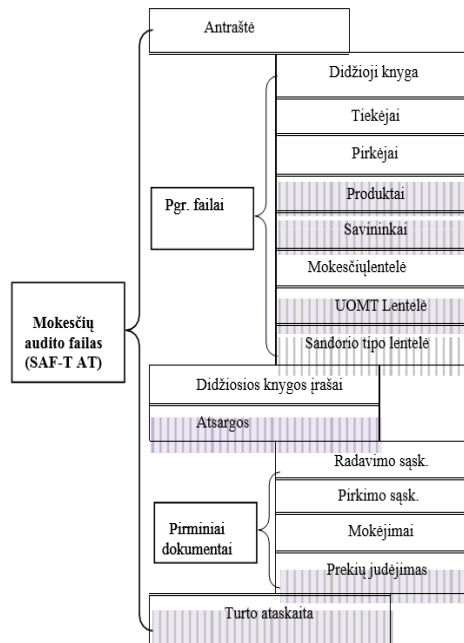 Antraštė
Didžioji knyga
Tiekėjai
Pirkėjai
Pgr. failai
Produktai
Savininkai
Mokesčiųlentelė
UOMT Lentelė
Sandorio tipo lentelė
Mokesčių
audito failas
(SAF-T AT)
Didžiosios knygos įrašai
Atsargos
Radavimo sąsk.
Pirkimo sąsk.
Pirminiai
dokumentai
Mokėjimai
Prekių judėjimas
Turto ataskaita